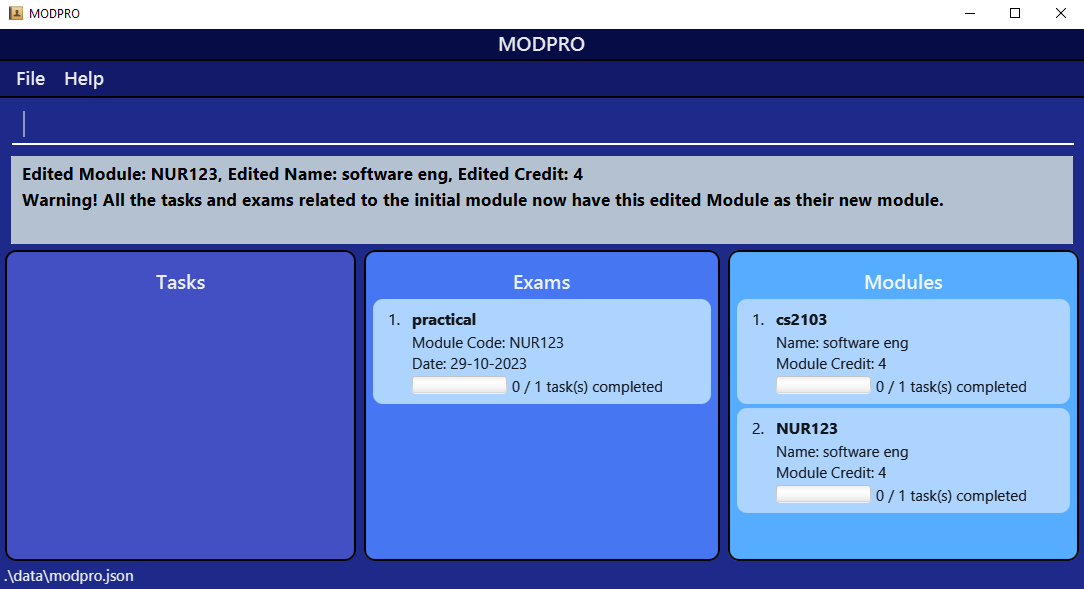 MODPRO
MODPRO
File Help
Edited Module: NUR123, Edited Name: software eng, Edited Credit: 4
Warning! All the tasks and exams related to the initial module now have this edited Module as their new module.
Tasks
Exams
1. practical
Module Code: NUR123
Date: 29-10-2023
0 / 1 task(s) completed
Modules
1. cs2103
Name: software eng
Module Credit: 4
0 / 1 task(s) completed
2. NUR123
Name: software eng
Module Credit: 4
0 / 1 task(s) completed
.\data\modpro.json